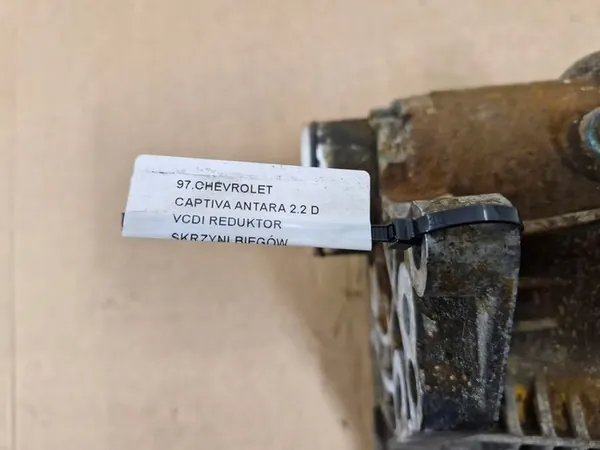 97.CHEVROLET
CAPTIVA ANTARA 2.2 D
VCDI REDUKTOR
SKRZYNI BIEGÓW